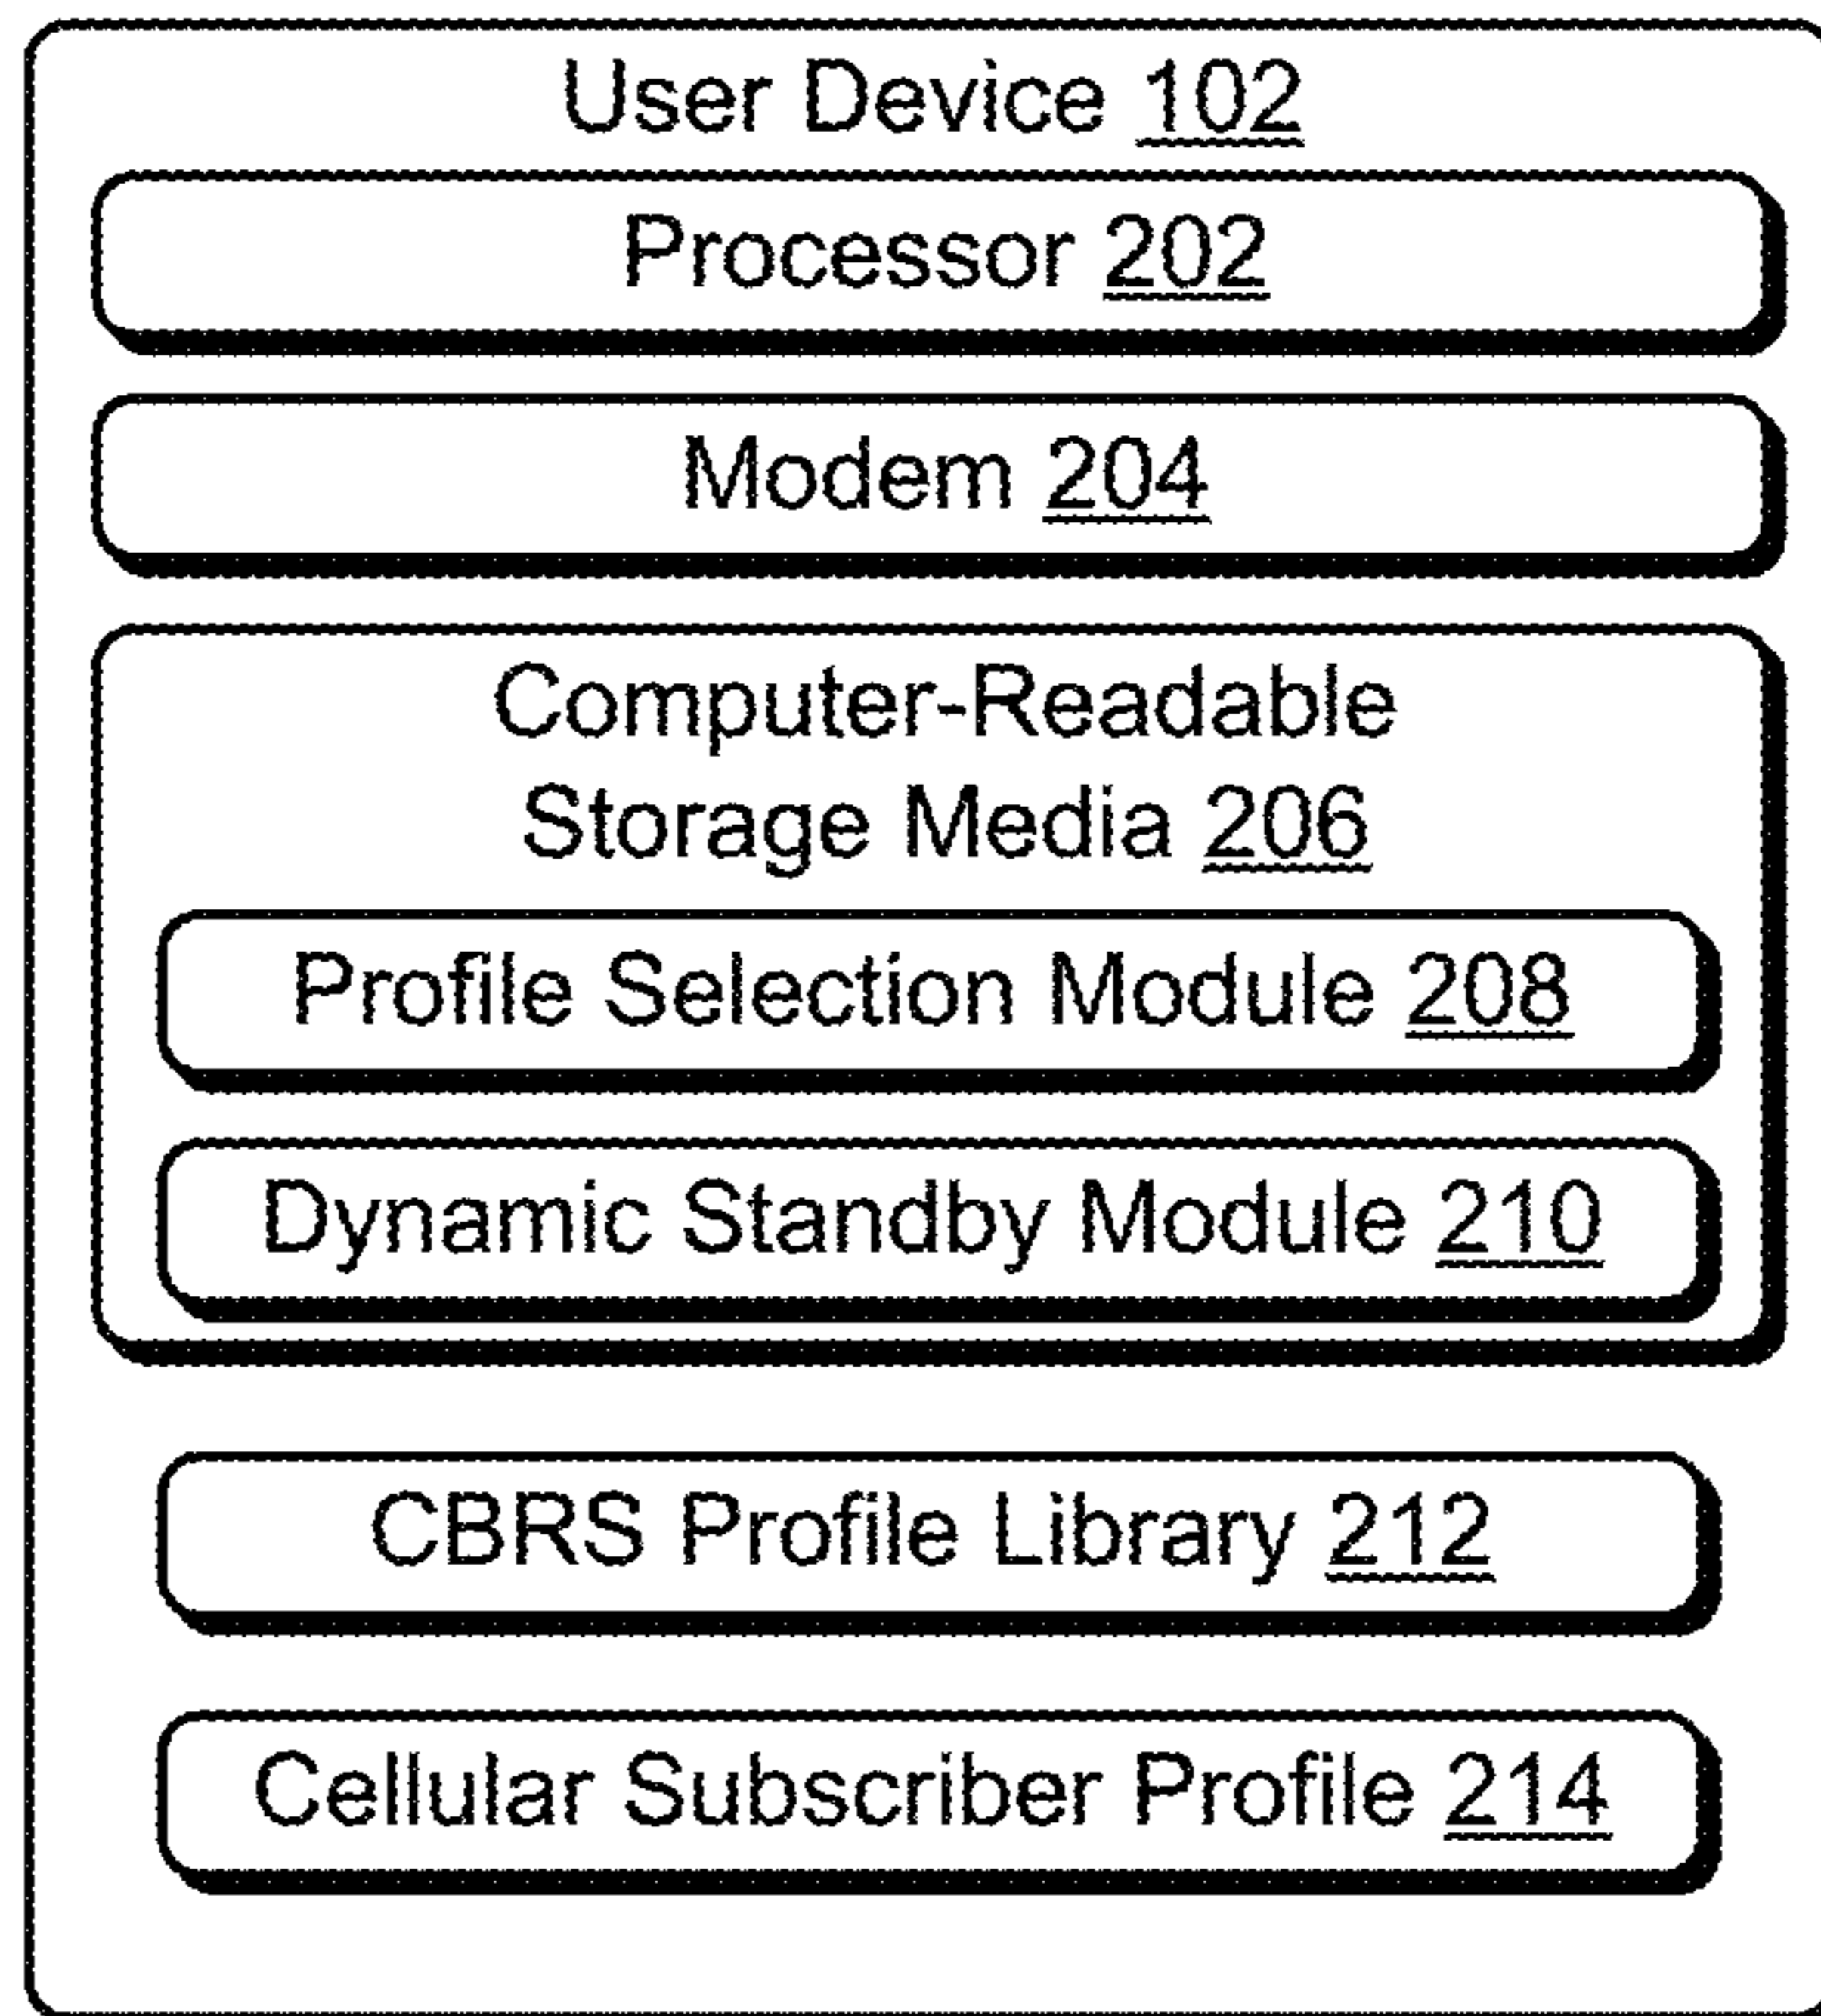 User Device 102
Processor 202
Modem 204
Computer-Readable
Storage Media 206
Profile Selection Module 208
Dynamic Standby Module 210
CBRS Profile Library 212
Cellular Subscriber Profile 214